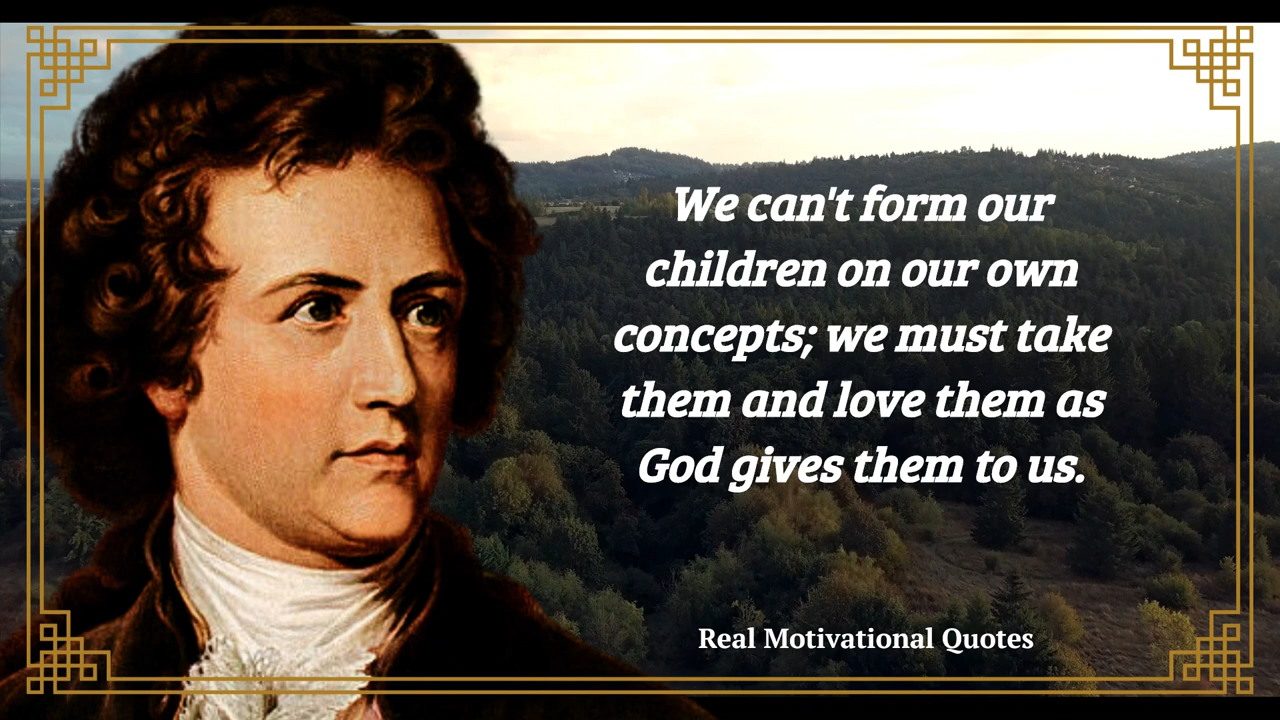 We can't form our
children on our own
concepts; we must take
them and love them as
God gives them to us.
Real Motivational Quotes